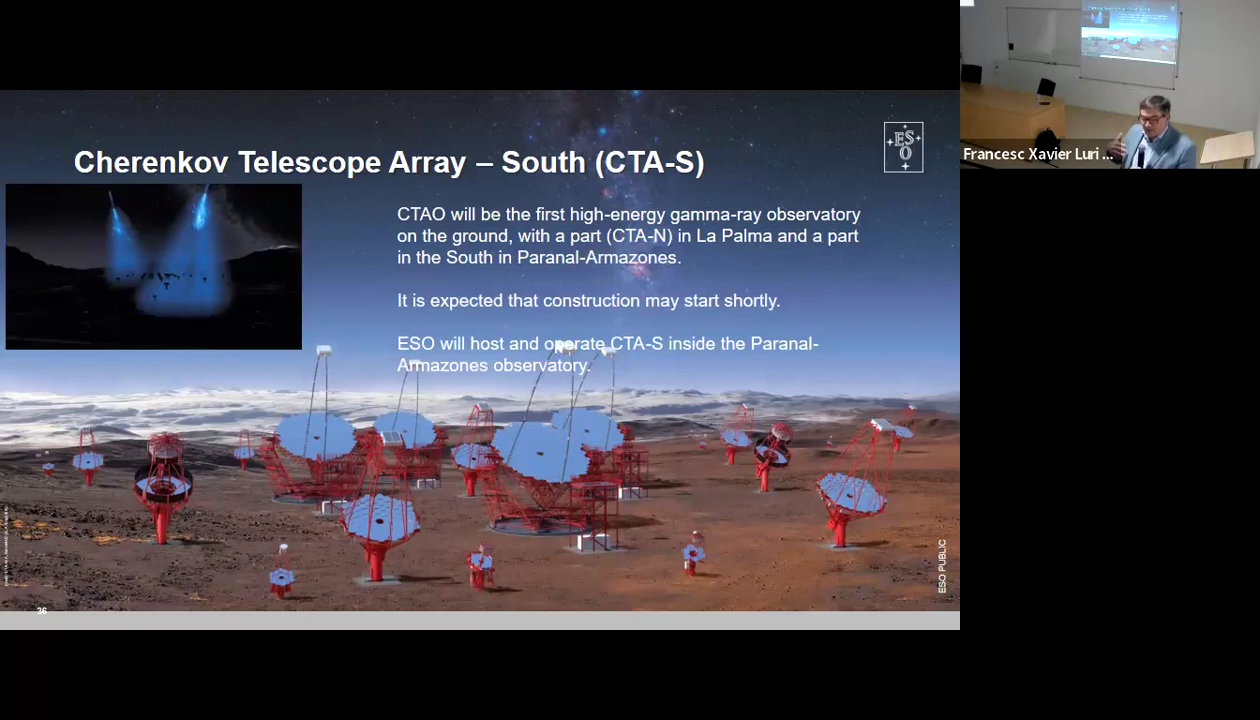 Cherenkov Telescope Array – South (CTA-S)
ES
O
CTAO will be the first high-energy gamma-ray observatory
on the ground, with a part (CTA-N) in La Palma and a part
in the South in Paranal-Armazones.
It is expected that construction may start shortly.
ESO will host and operate CTA-S inside the Paranal-
Armazones observatory.
ESO PUBLIC
36
Francesc Xavier Luri ...